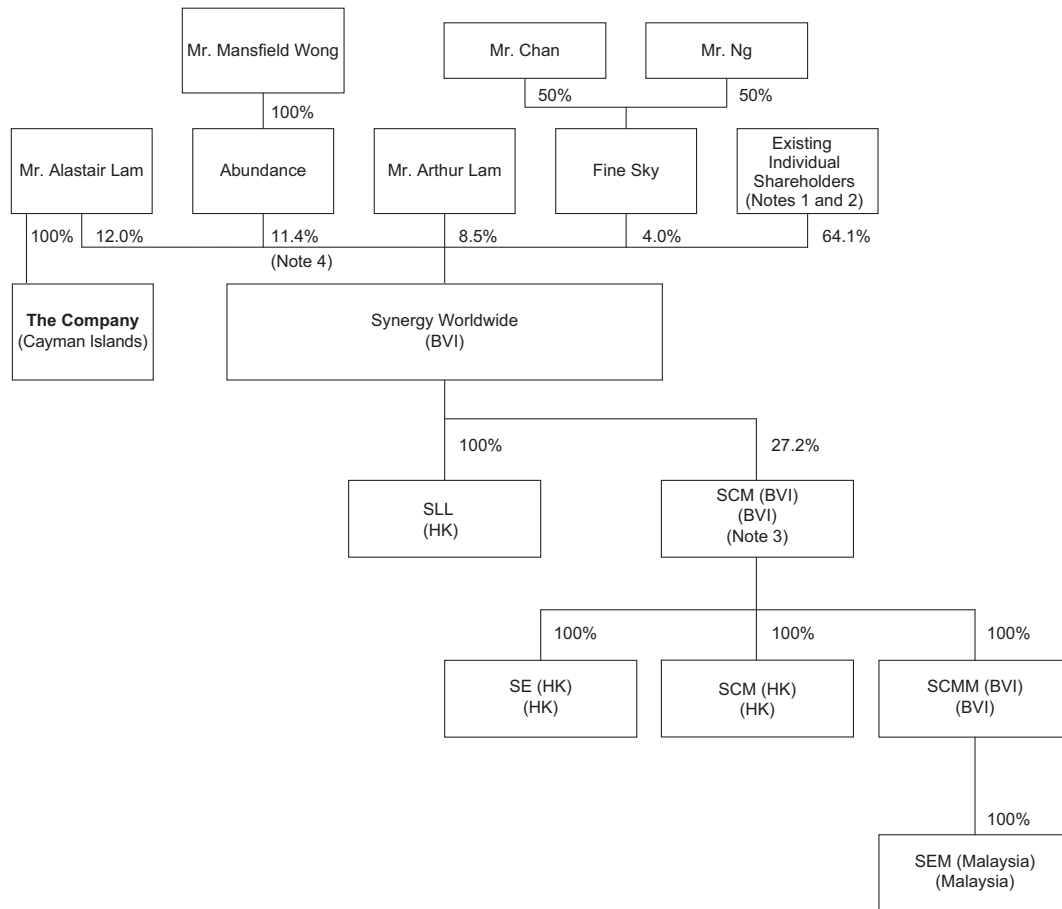 Mr. Mansfield Wong
Mr. Chan
Mr. Ng
100%
50%
50%
Mr. Alastair Lam
Abundance
Mr. Arthur Lam
Fine Sky
Existing
Individual
Shareholders
(Notes 1 and 2)
100%
12.0%
11.4%
8.5%
4.0%
64.1%
(Note 4)
The Company
(Cayman Islands)
Synergy Worldwide
(BVI)
100%
27.2%
SLL
(HK)
SCM (BVI)
(BVI)
(Note 3)
100%
100%
100%
SE (HK)
(HK)
SCM (HK)
(HK)
SCMM (BVI)
(BVI)
100%
SEM (Malaysia)
(Malaysia)